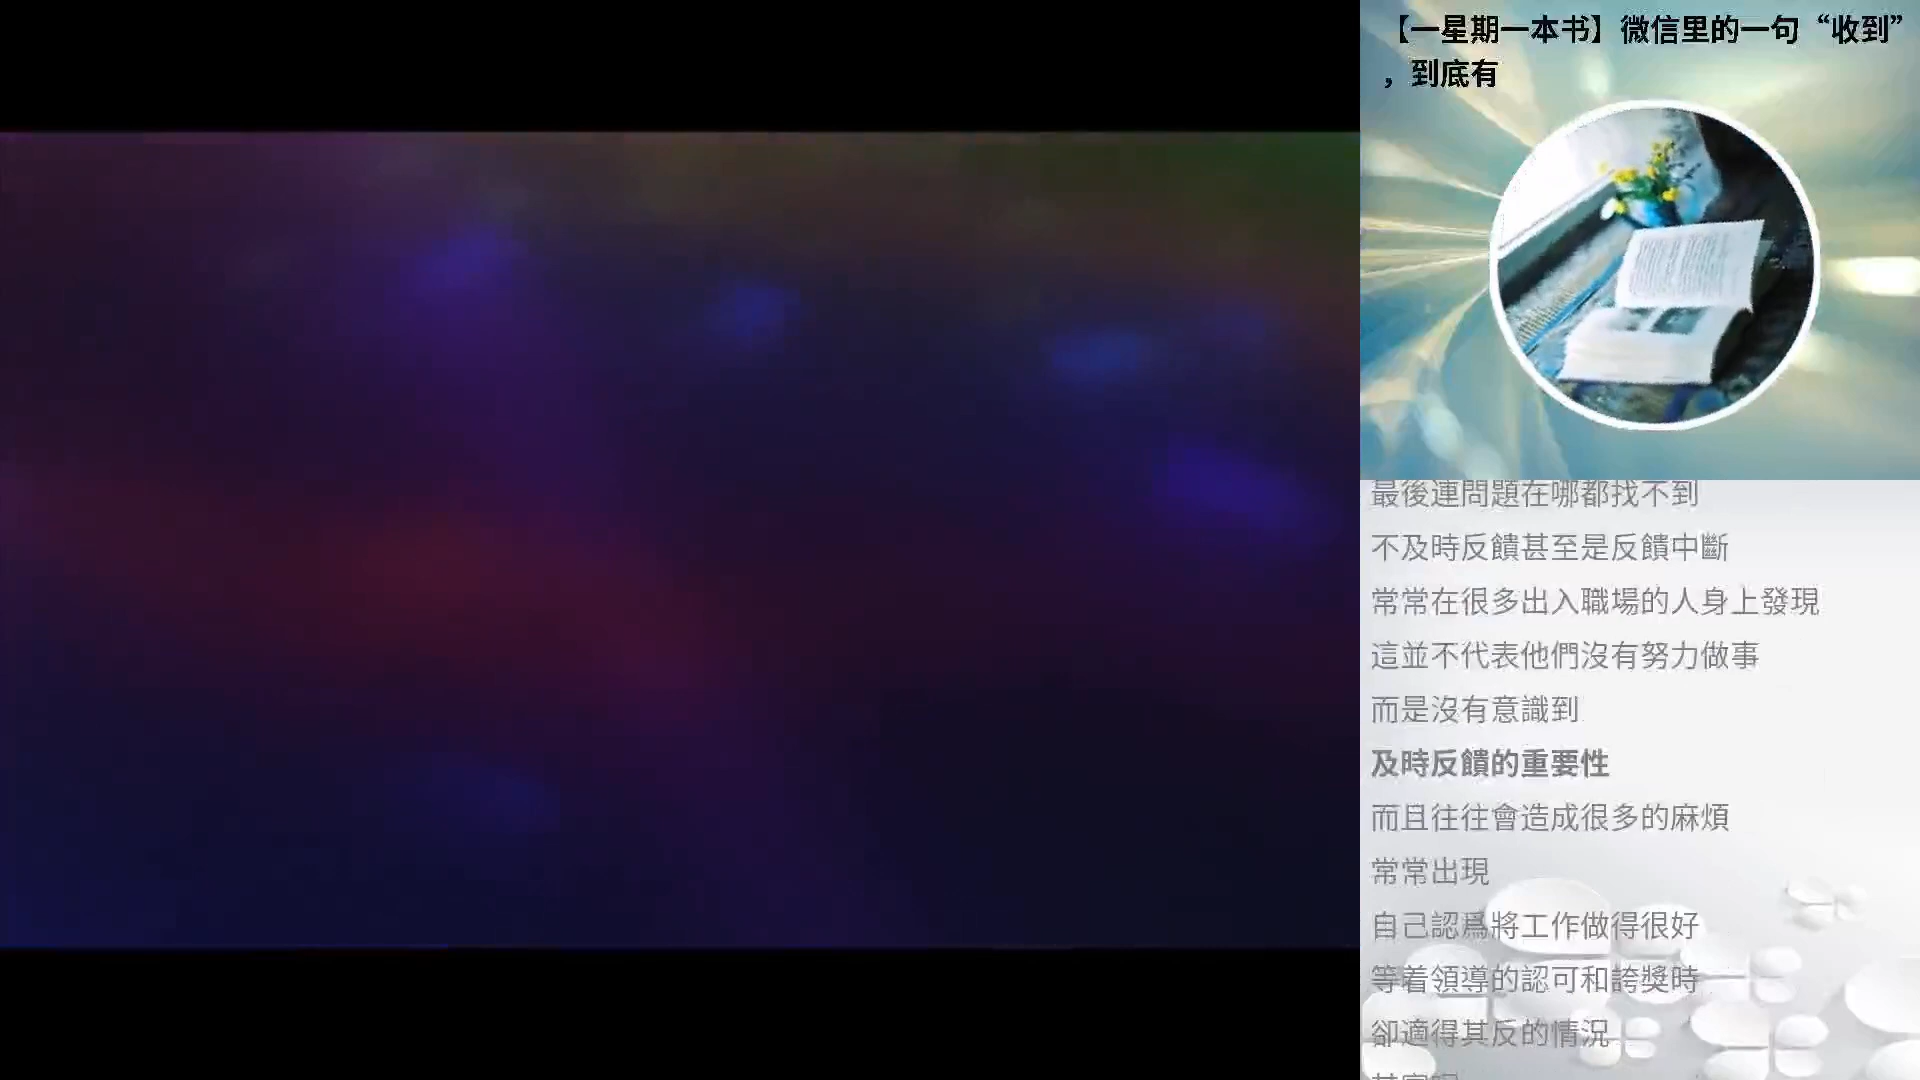 【一星期一本书】微信里的一句“收到”
，到底有
最後連問題在哪都找不到
不及時反饋甚至是反饋中斷
常常在很多出入職場的人身上發現
這並不代表他們沒有努力做事
而是沒有意識到
及時反饋的重要性
而且往往會造成很多的麻煩
常常出現
自己認爲將工作做得很好
等着領導的認可和誇獎時
卻適得其反的情況